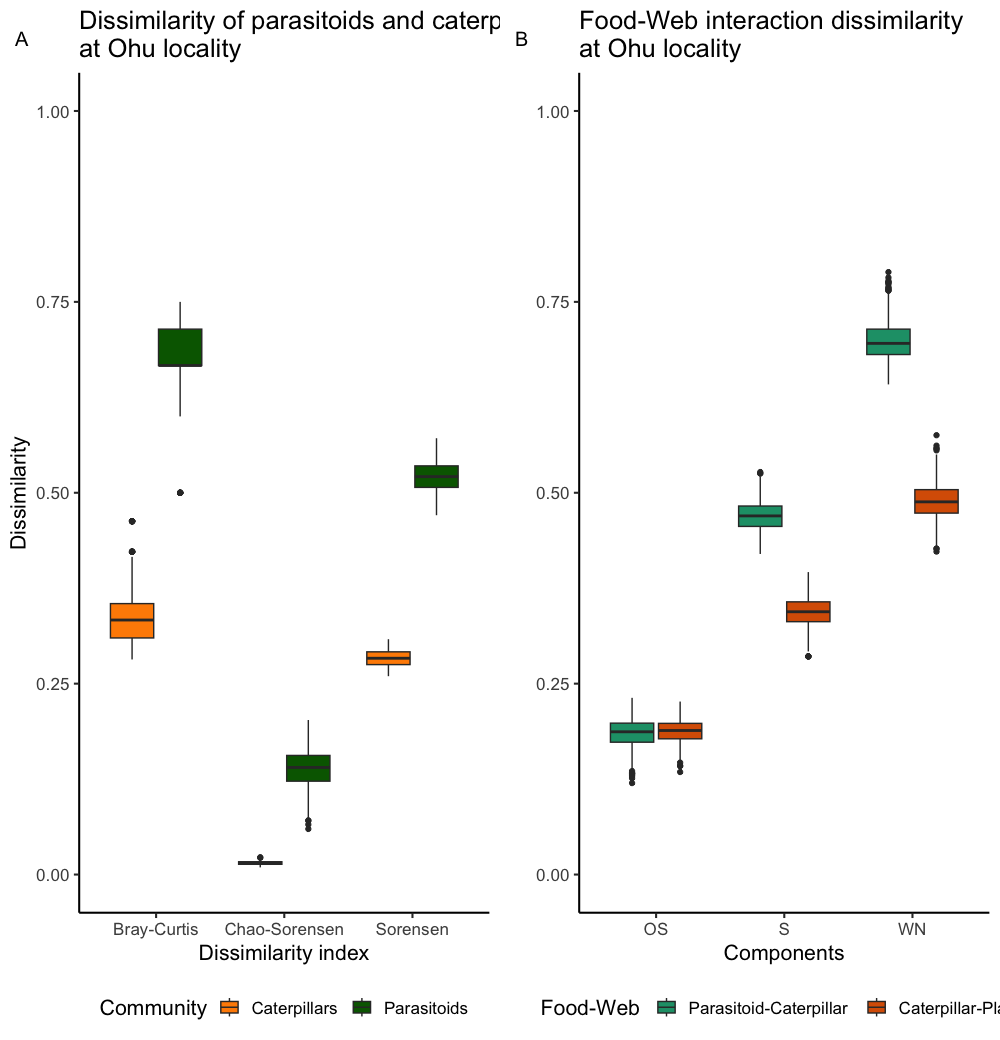 A
Dissimilarity of parasitoids and caterp
at Ohu locality
1.00
0.75
0.50
0.25
0.00
Dissimilarity
Bray-Curtis Chao-Sorensen Sorensen
Dissimilarity index
Community Caterpillars Parasitoids
B
Food-Web interaction dissimilarity
at Ohu locality
1.00
0.75
0.50
0.25
0.00
OS S WN
Components
Food-Web Parasitoid-Caterpillar Caterpillar-Pla